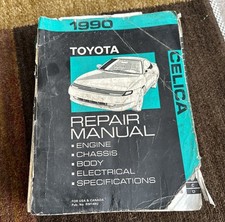 1990
TOYOTA
CELICA
REPAIR
MANUAL
• ENGINE
• CHASSIS
• BODY
• ELECTRICAL
• SPECIFICATIONS
FOR USA & CANADA